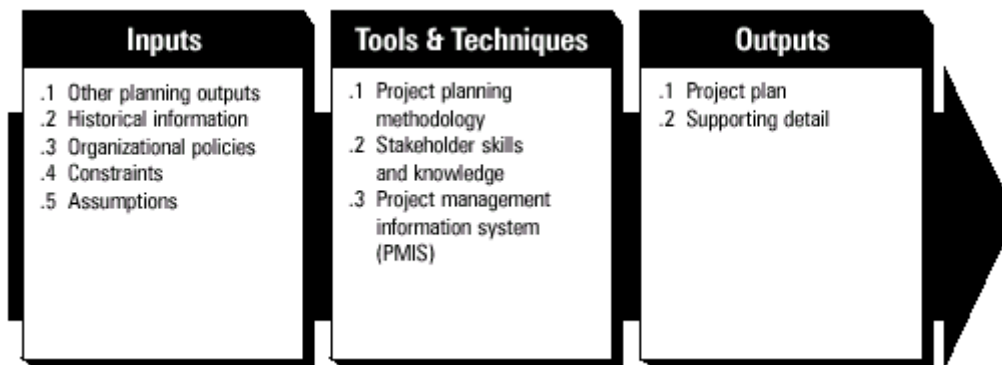 Inputs
.1 Other planning outputs
.2 Historical information
.3 Organizational policies
.4 Constraints
.5 Assumptions
Tools & Techniques
.1 Project planning
methodology
.2 Stakeholder skills
and knowledge
.3 Project management
information system
(PMIS)
Outputs
.1 Project plan
.2 Supporting detail